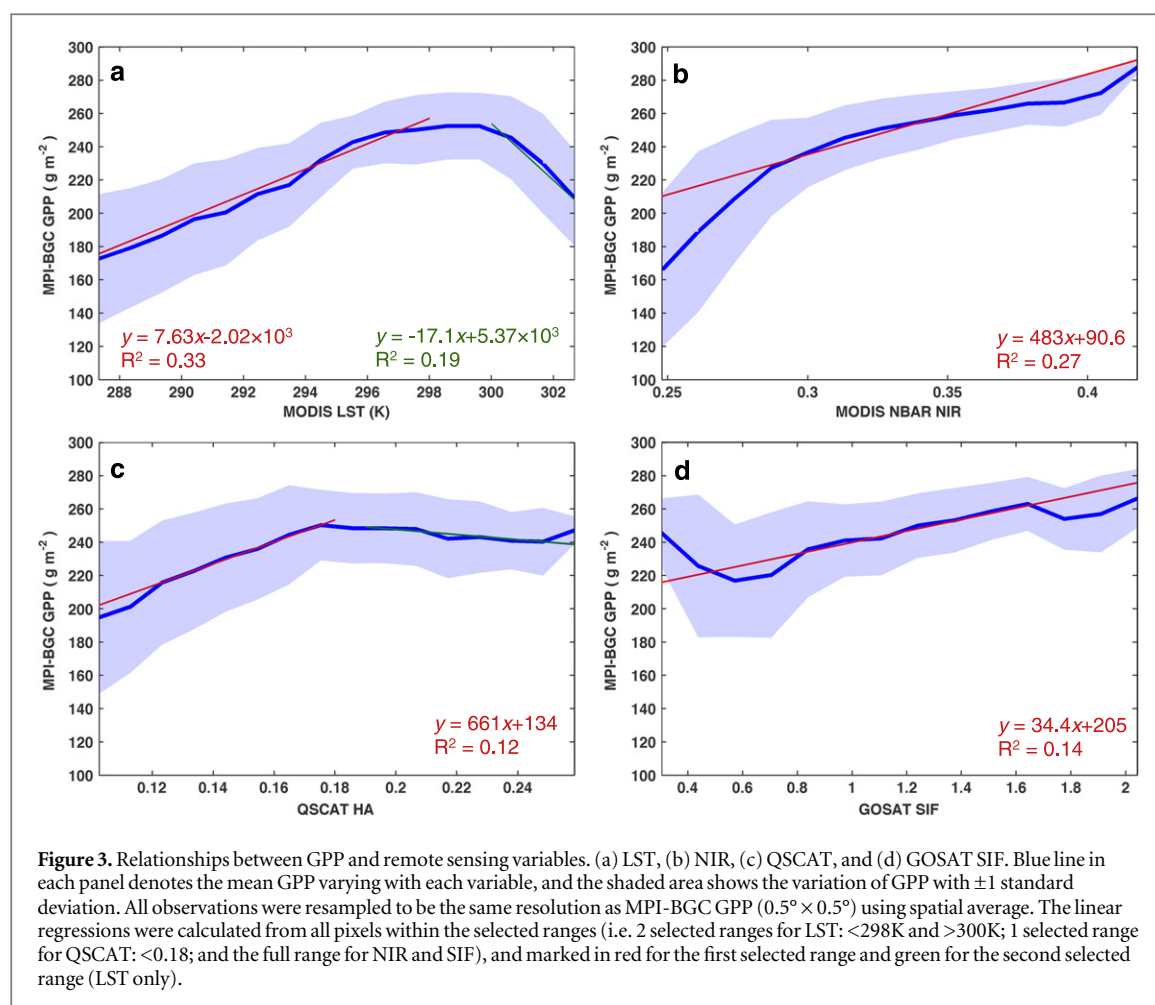 a
300
280
260
240
220
200
180
160
140
120
100
MPI-BGC GPP ( g m⁻²)
y = 7.63x-2.02×10³
R² = 0.33
y = -17.1x+5.37×10³
R² = 0.19
288 290 292 294 296 298 300 302
MODIS LST (K)
b
300
280
260
240
220
200
180
160
140
120
100
MPI-BGC GPP ( g m⁻²)
y = 483x+90.6
R² = 0.27
0.25 0.3 0.35 0.4
MODIS NBAR NIR
c
300
280
260
240
220
200
180
160
140
120
100
MPI-BGC GPP ( g m⁻²)
y = 661x+134
R² = 0.12
0.12 0.14 0.16 0.18 0.2 0.22 0.24
QSCAT HA
d
300
280
260
240
220
200
180
160
140
120
100
MPI-BGC GPP ( g m⁻²)
y = 34.4x+205
R² = 0.14
0.4 0.6 0.8 1 1.2 1.4 1.6 1.8 2
GOSAT SIF
Figure 3. Relationships between GPP and remote sensing variables. (a) LST, (b) NIR, (c) QSCAT, and (d) GOSAT SIF. Blue line in
each panel denotes the mean GPP varying with each variable, and the shaded area shows the variation of GPP with ±1 standard
deviation. All observations were resampled to be the same resolution as MPI-BGC GPP (0.5° × 0.5°) using spatial average. The linear
regressions were calculated from all pixels within the selected ranges (i.e. 2 selected ranges for LST: <298K and >300K; 1 selected range
for QSCAT: <0.18; and the full range for NIR and SIF), and marked in red for the first selected range and green for the second selected
range (LST only).